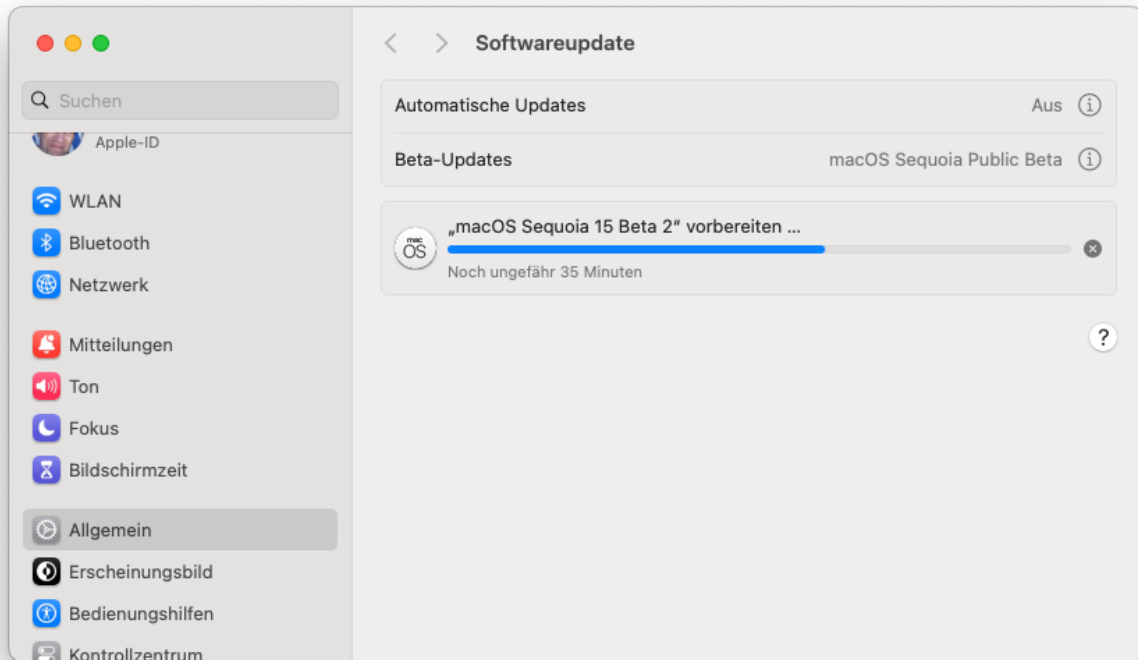 Suchen
Apple-ID
WLAN
Bluetooth
Netzwerk
Mitteilungen
Ton
Fokus
Bildschirmzeit
Allgemein
Erscheinungsbild
Bedienungshilfen
Kontrollzentrum
Softwareupdate
Automatische Updates Aus
Beta-Updates macOS Sequoia Public Beta
mac
OS
„macOS Sequoia 15 Beta 2“ vorbereiten ...
Noch ungefähr 35 Minuten
?